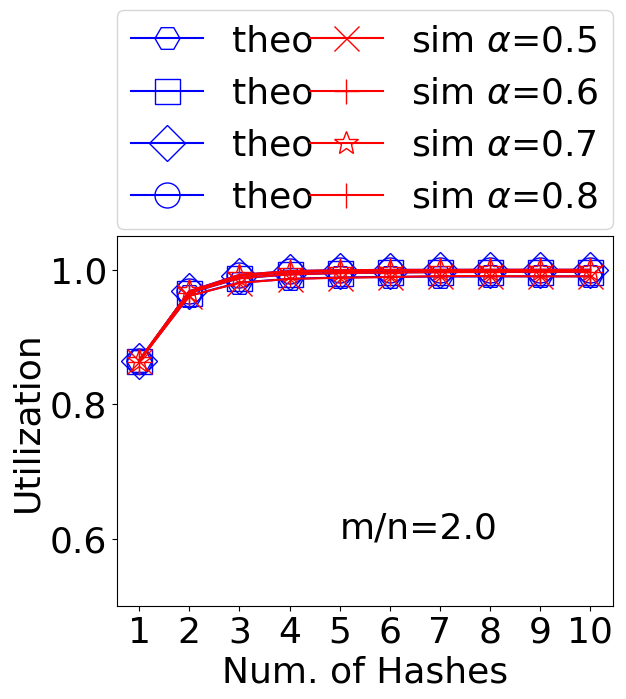 theo sim α=0.5
theo sim α=0.6
theo sim α=0.7
theo sim α=0.8
1.0
0.8
0.6
Utilization
m/n=2.0
1 2 3 4 5 6 7 8 9 10
Num. of Hashes